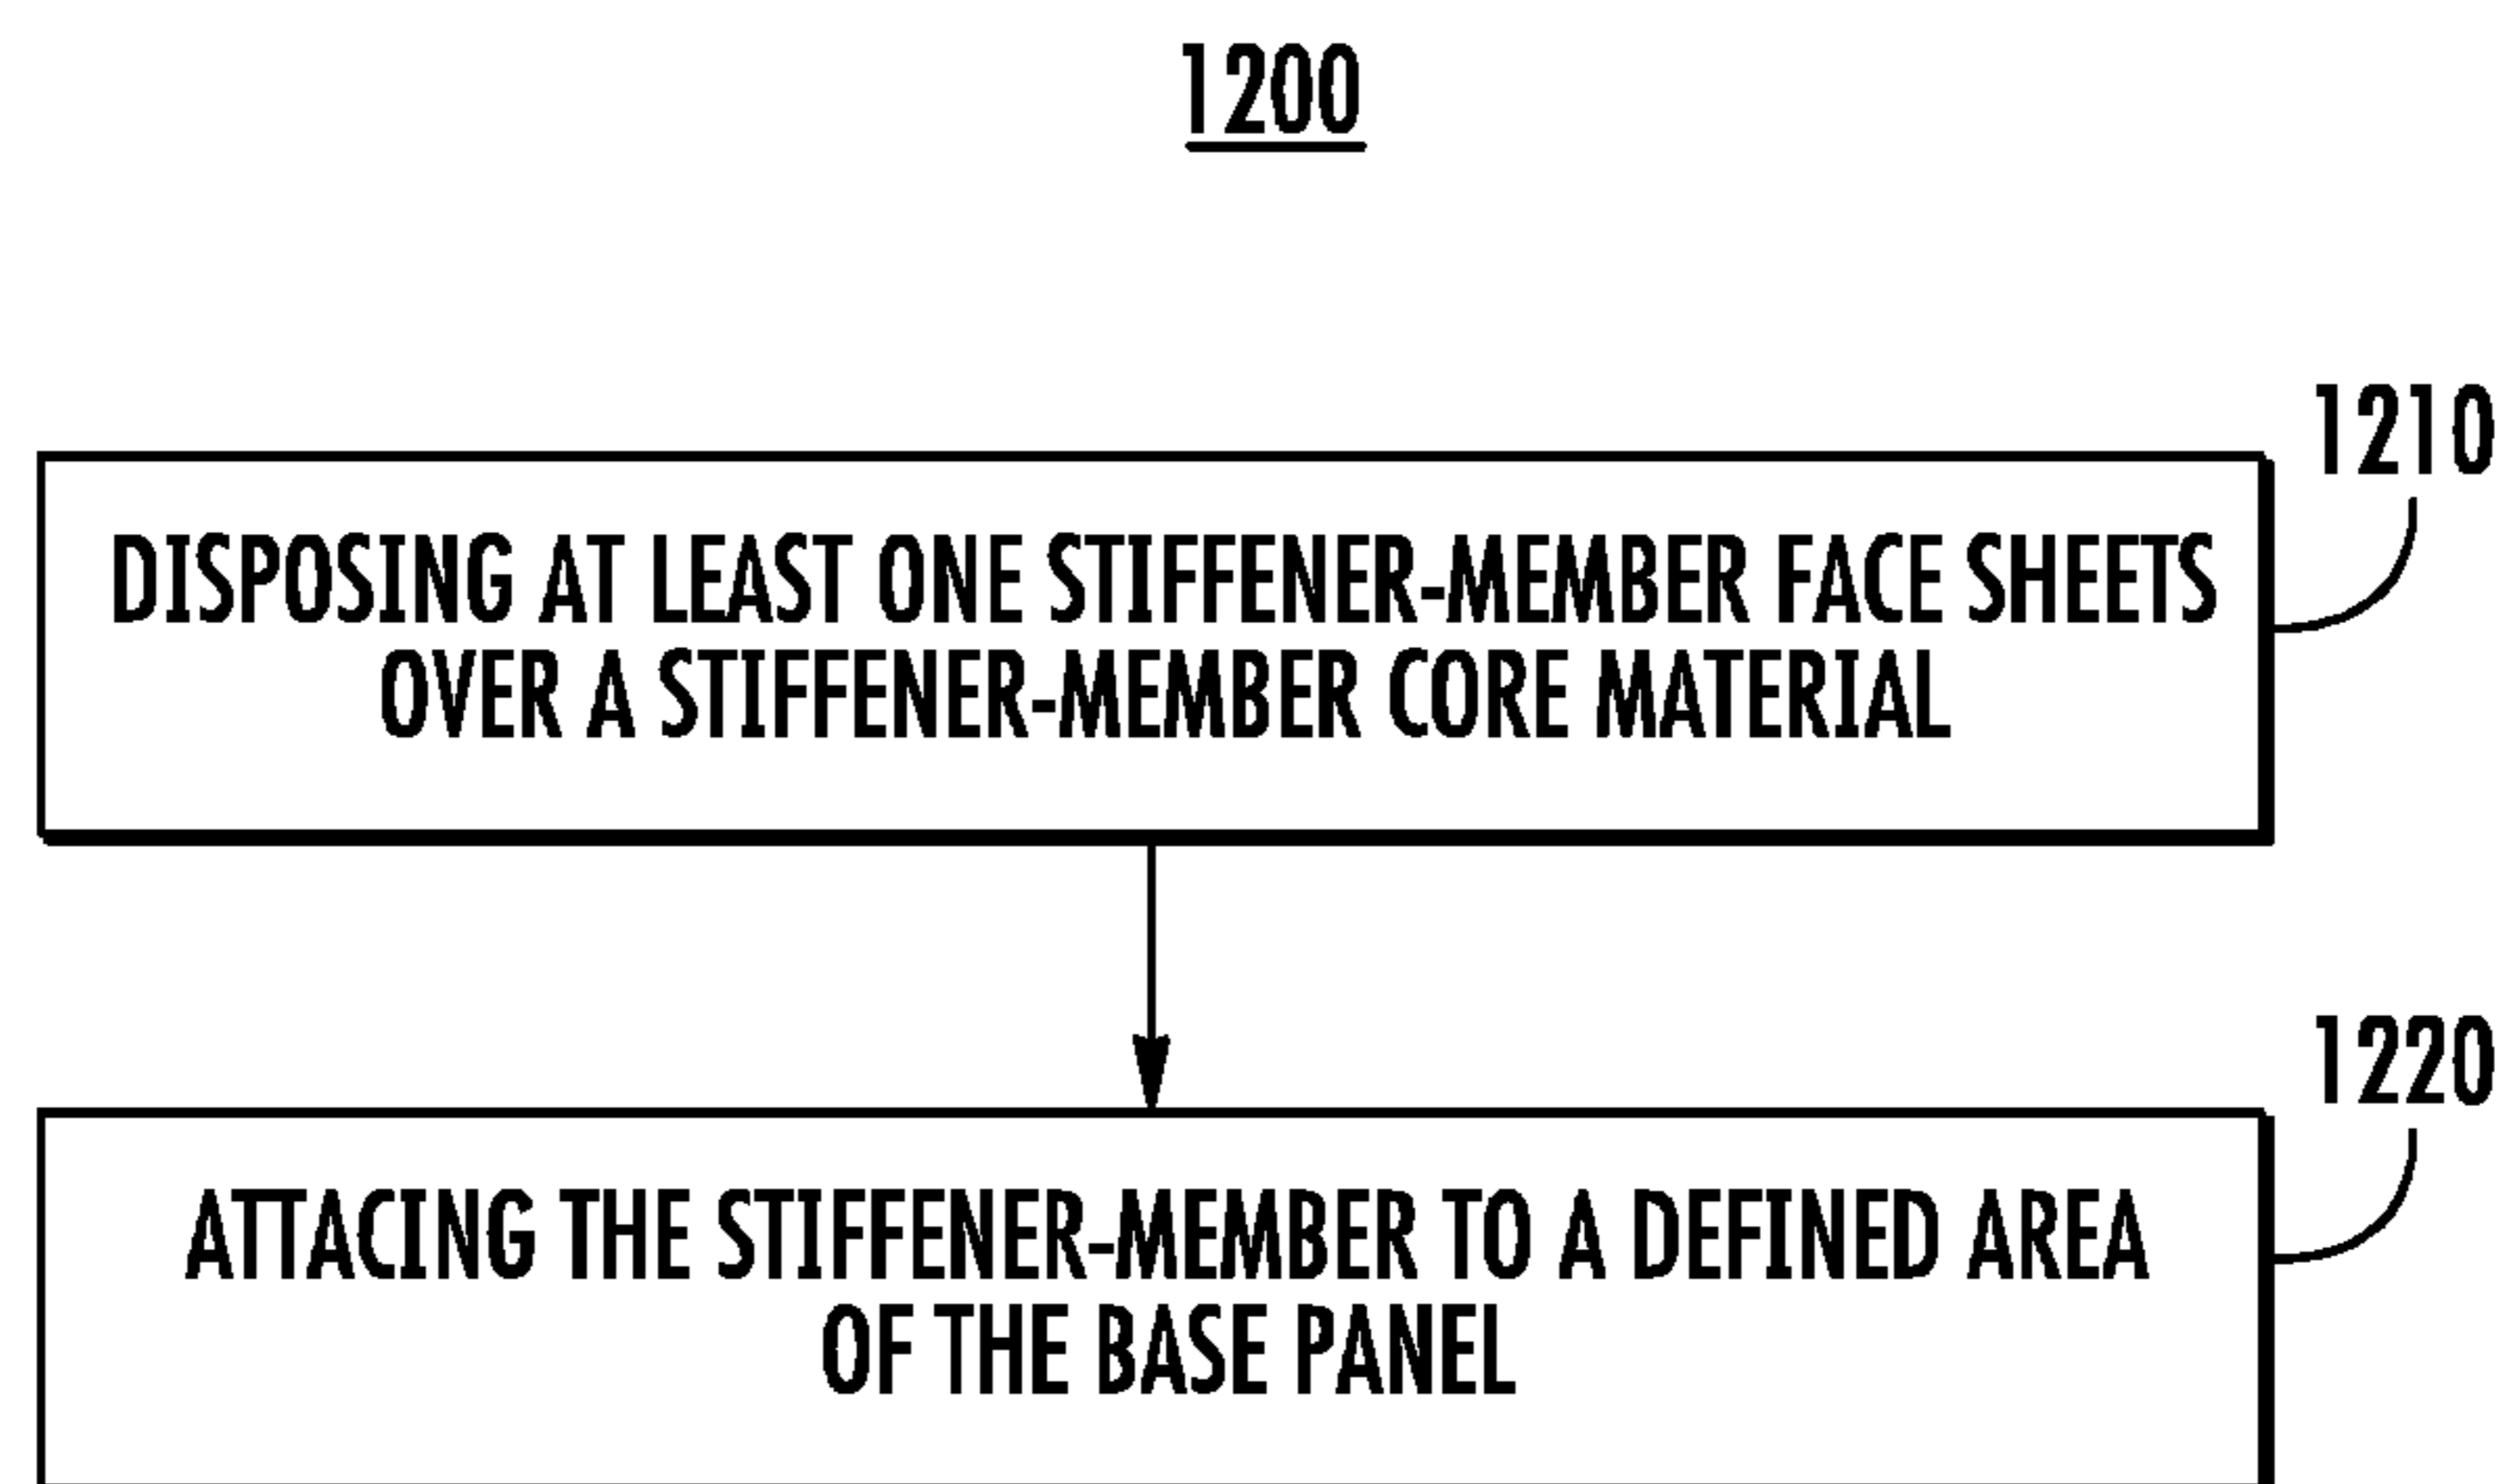 1200
1210
DISPOSING AT LEAST ONE STIFFENER-MEMBER FACE SHEETS
OVER A STIFFENER-MEMBER CORE MATERIAL
1220
ATTACING THE STIFFENER-MEMBER TO A DEFINED AREA
OF THE BASE PANEL